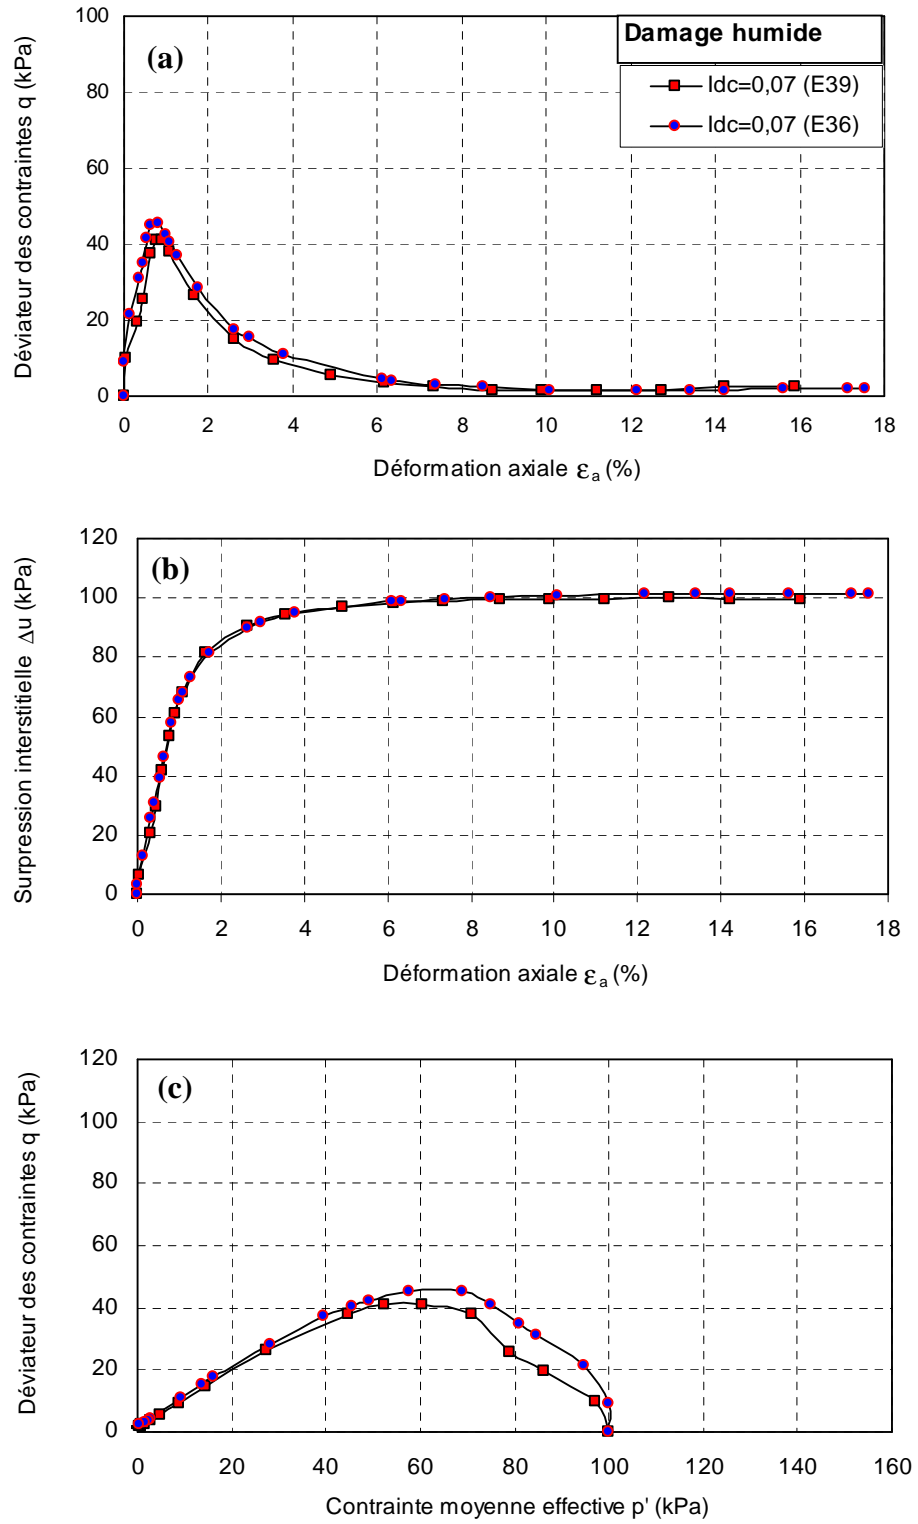 (a)
Damage humide
Idc=0,07 (E39)
Idc=0,07 (E36)
Déviateur des contraintes q (kPa)
100
80
60
40
20
0
0 2 4 6 8 10 12 14 16 18
Déformation axiale εa (%)
(b)
Surpression interstitielle Δu (kPa)
120
100
80
60
40
20
0
0 2 4 6 8 10 12 14 16 18
Déformation axiale εa (%)
(c)
Déviateur des contraintes q (kPa)
120
100
80
60
40
20
0
0 20 40 60 80 100 120 140 160
Contrainte moyenne effective p' (kPa)